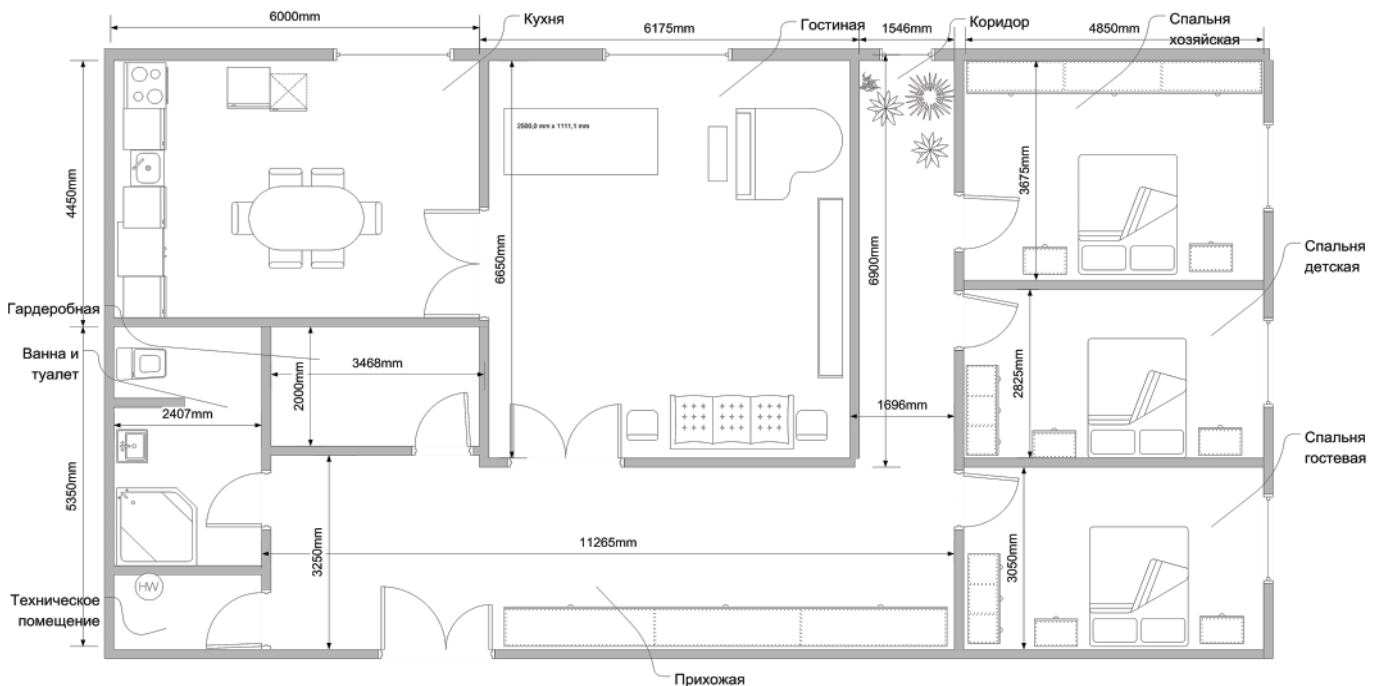 6000mm
Кухня
6175mm
Гостиная
1546mm
Коридор
4850mm
Спальня
хозяйская
2500,0 mm x 1111,1 mm
4450mm
6650mm
6900mm
3675mm
Спальня
детская
Гардеробная
Ванна и
туалет
3468mm
2000mm
2407mm
1696mm
2825mm
Спальня
гостевая
5350mm
3250mm
11265mm
3050mm
HW
Техническое
помещение
Прихожая